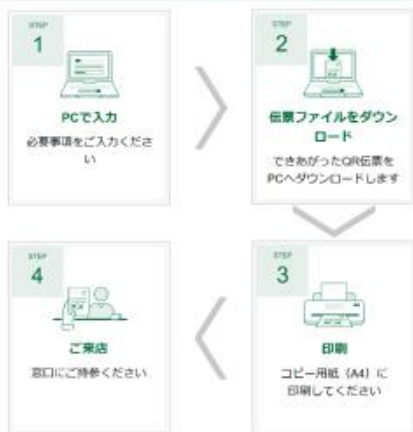 STEP
1
PCで入力
必要事項をご入力くださ
い
STEP
2
伝票ファイルをダウン
ロード
できあがったQR伝票を
PCへダウンロードします
STEP
3
印刷
コピー用紙（A4）に
印刷してください
STEP
4
ご来店
窓口にご持参ください